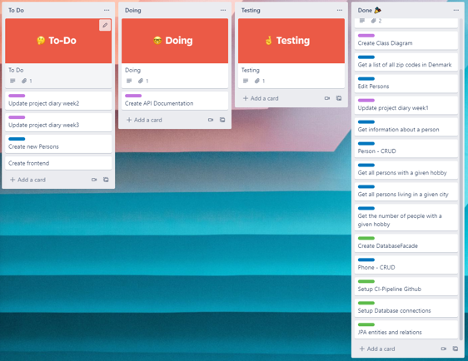 To Do
To-Do
To Do
1
Update project diary week2
Update project diary week3
Create new Persons
Create frontend
+ Add a card
Doing
Doing
Doing
1
Create API Documentation
+ Add a card
Testing
Testing
Testing
1
+ Add a card
Done
2
Create Class Diagram
Get a list of all zip codes in Denmark
Edit Persons
Update project diary week1
Get information about a person
Person - CRUD
Get all persons with a given hobby
Get all persons living in a given city
Get the number of people with a
given hobby
Create DatabaseFacade
Phone - CRUD
Setup CI-Pipeline Github
Setup Database connections
JPA entities and relations
+ Add a card